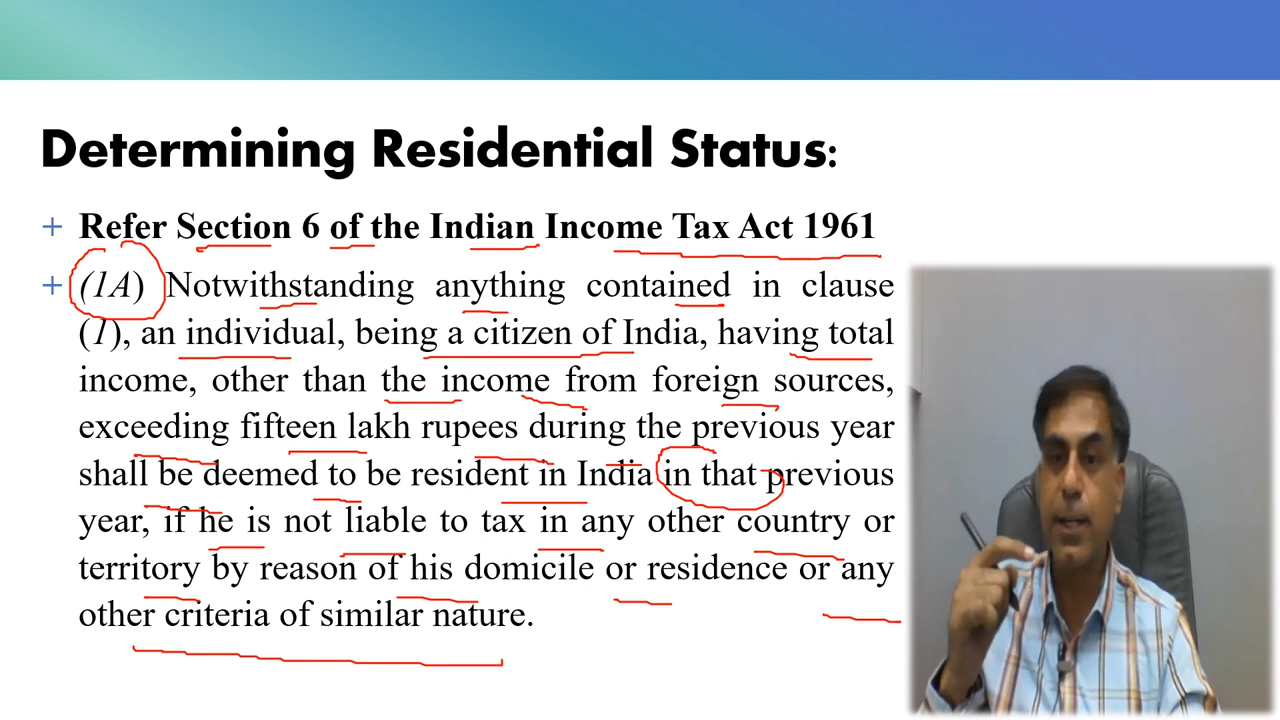 Determining Residential Status:
+ Refer Section 6 of the Indian Income Tax Act 1961
+ (1A) Notwithstanding anything contained in clause
(1), an individual, being a citizen of India, having total
income, other than the income from foreign sources,
exceeding fifteen lakh rupees during the previous year
shall be deemed to be resident in India in that previous
year, if he is not liable to tax in any other country or
territory by reason of his domicile or residence or any
other criteria of similar nature.